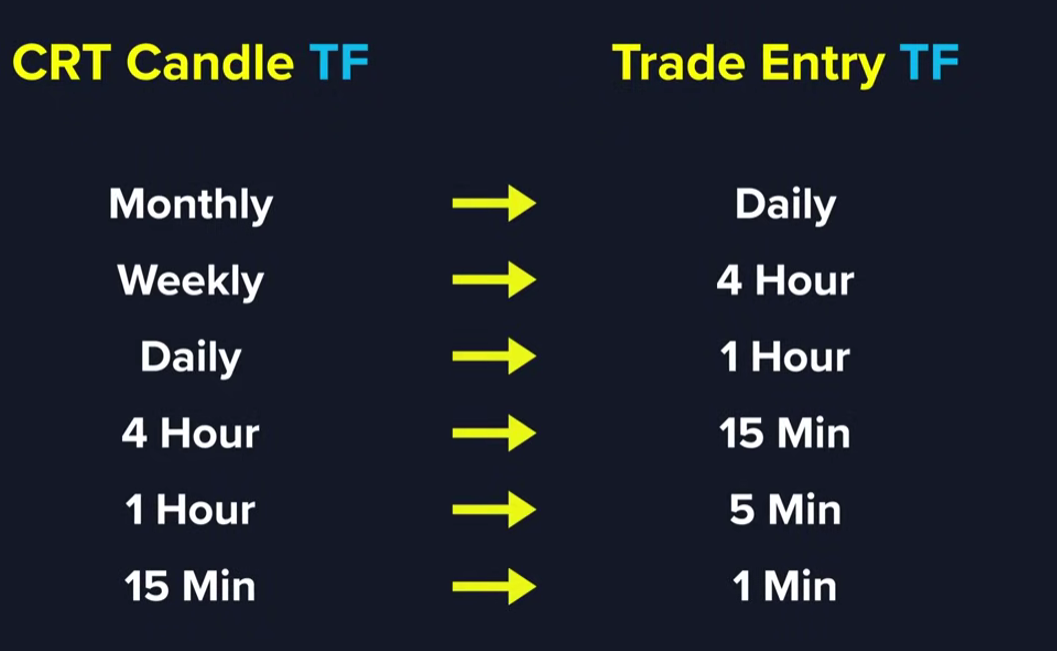 CRT Candle TF Trade Entry TF
Monthly Daily
Weekly 4 Hour
Daily 1 Hour
4 Hour 15 Min
1 Hour 5 Min
15 Min 1 Min